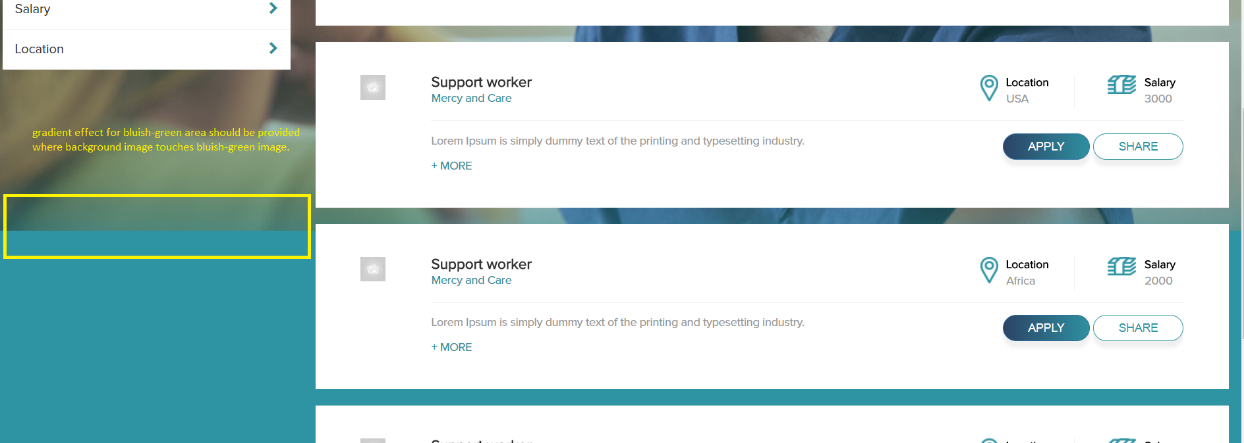 Salary
Location
gradient effect for bluish-green area should be provided
where background image touches bluish-green image.
Support worker
Mercy and Care
Location
USA
Salary
3000
Lorem Ipsum is simply dummy text of the printing and typesetting industry.
+ MORE
APPLY
SHARE
Support worker
Mercy and Care
Location
Africa
Salary
2000
Lorem Ipsum is simply dummy text of the printing and typesetting industry.
+ MORE
APPLY
SHARE